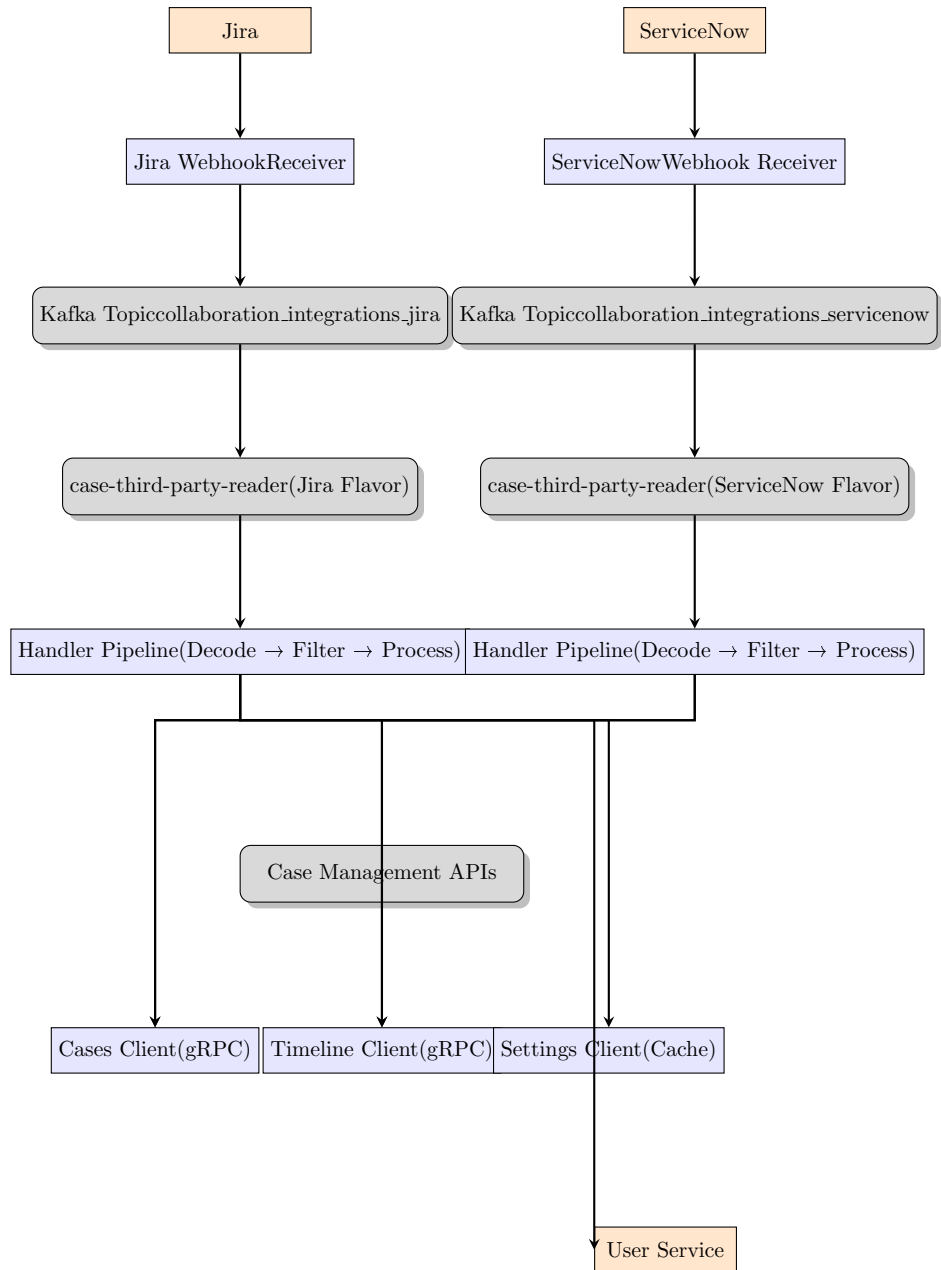 Jira
ServiceNow
Jira WebhookReceiver
ServiceNowWebhook Receiver
Kafka Topiccollaboration_integrations_jira
Kafka Topiccollaboration_integrations_servicenow
case-third-party-reader(Jira Flavor)
case-third-party-reader(ServiceNow Flavor)
Handler Pipeline(Decode → Filter → Process)
Handler Pipeline(Decode → Filter → Process)
Case Management APIs
Cases Client(gRPC)
Timeline Client(gRPC)
Settings Client(Cache)
User Service